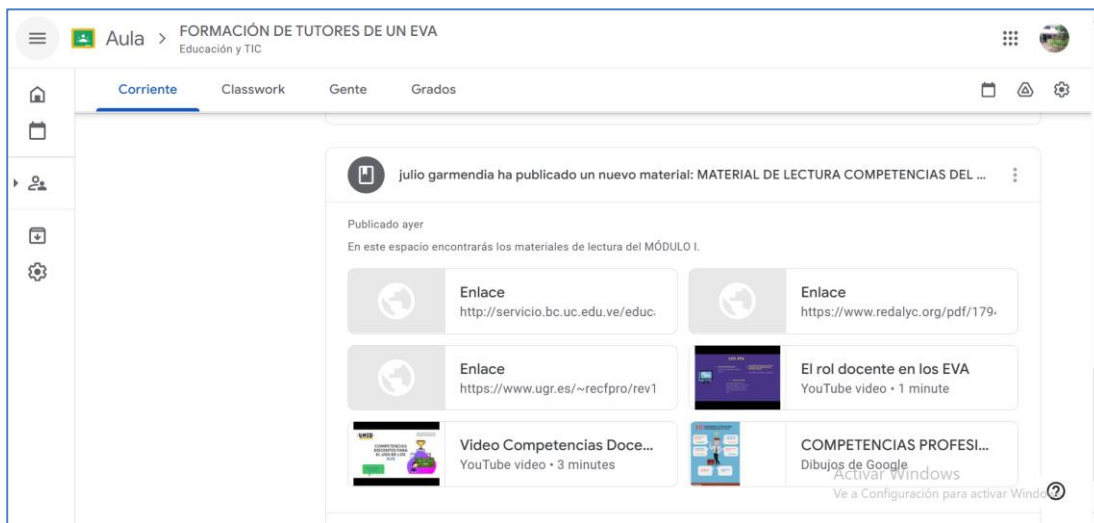 Aula > FORMACIÓN DE TUTORES DE UN EVA
Educación y TIC
Corriente Classwork Gente Grados
julio garmendia ha publicado un nuevo material: MATERIAL DE LECTURA COMPETENCIAS DEL ...
Publicado ayer
En este espacio encontrarás los materiales de lectura del MÓDULO I.
Enlace
http://servicio.bc.uc.edu.ve/educ
Enlace
https://www.redalyc.org/pdf/179
Enlace
https://www.ugr.es/~recfpro/rev1
El rol docente en los EVA
YouTube video • 1 minute
Video Competencias Doce...
YouTube video • 3 minutes
COMPETENCIAS PROFESI...
Dibujos de Google
Activar Windows
Ve a Configuración para activar Windo